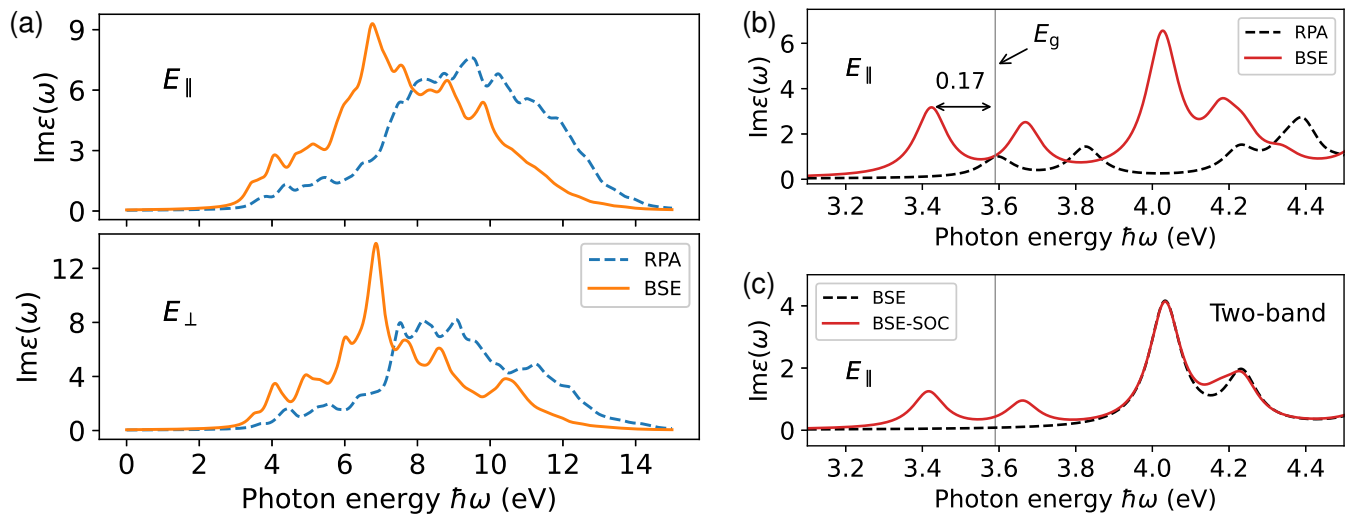 (a)
9
6
3
0
Imε(ω)
E∥
12
8
4
0
Imε(ω)
E⊥
RPA
BSE
0 2 4 6 8 10 12 14
Photon energy ħω (eV)
(b)
6
4
2
0
Imε(ω)
E∥
0.17
Eg
RPA
BSE
3.2 3.4 3.6 3.8 4.0 4.2 4.4
Photon energy ħω (eV)
(c)
4
2
0
Imε(ω)
BSE
BSE-SOC
Two-band
E∥
3.2 3.4 3.6 3.8 4.0 4.2 4.4
Photon energy ħω (eV)